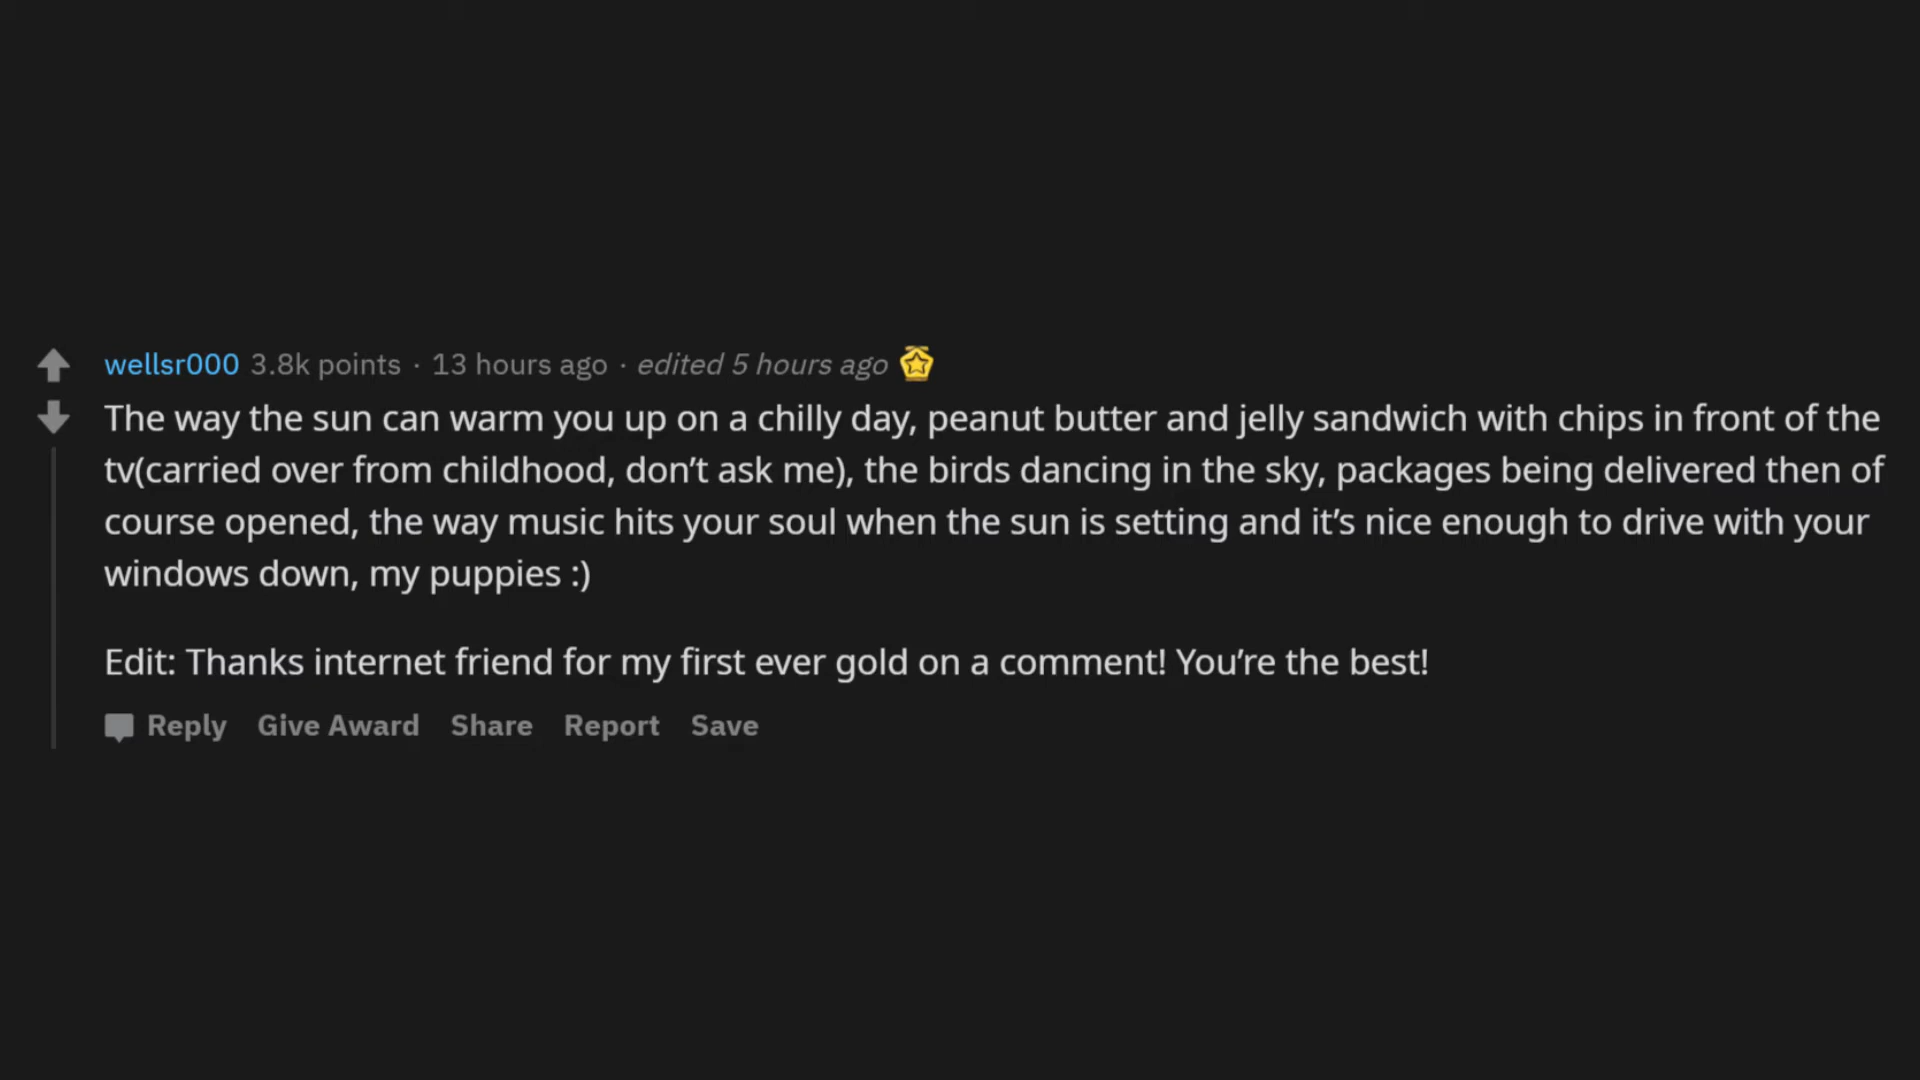 wellsr000 3.8k points · 13 hours ago · edited 5 hours ago
The way the sun can warm you up on a chilly day, peanut butter and jelly sandwich with chips in front of the
tv(carried over from childhood, don’t ask me), the birds dancing in the sky, packages being delivered then of
course opened, the way music hits your soul when the sun is setting and it’s nice enough to drive with your
windows down, my puppies :)
Edit: Thanks internet friend for my first ever gold on a comment! You’re the best!
Reply Give Award Share Report Save